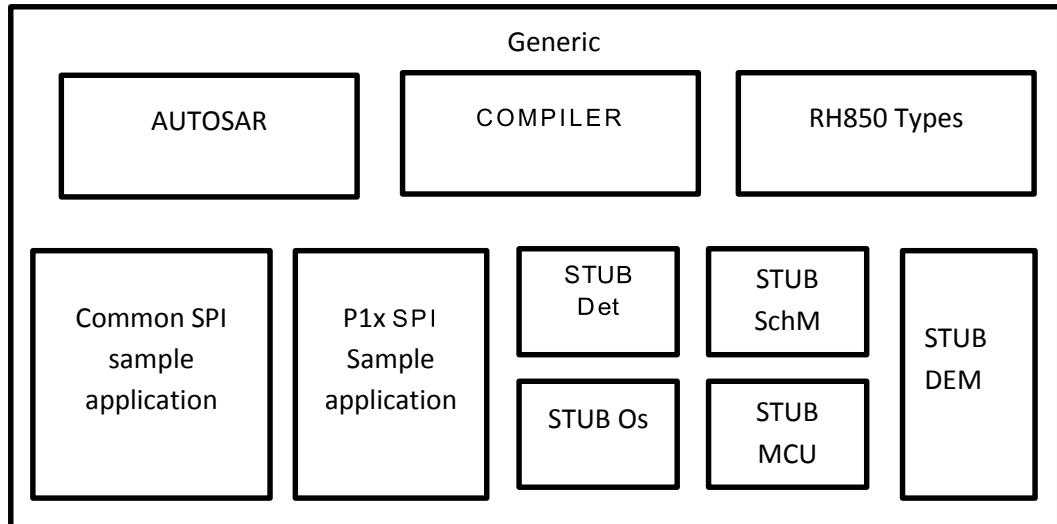 Generic
AUTOSAR
COMPILER
RH850 Types
Common SPI
sample
application
P1x SPI
Sample
application
STUB
Det
STUB
SchM
STUB
DEM
STUB Os
STUB
MCU